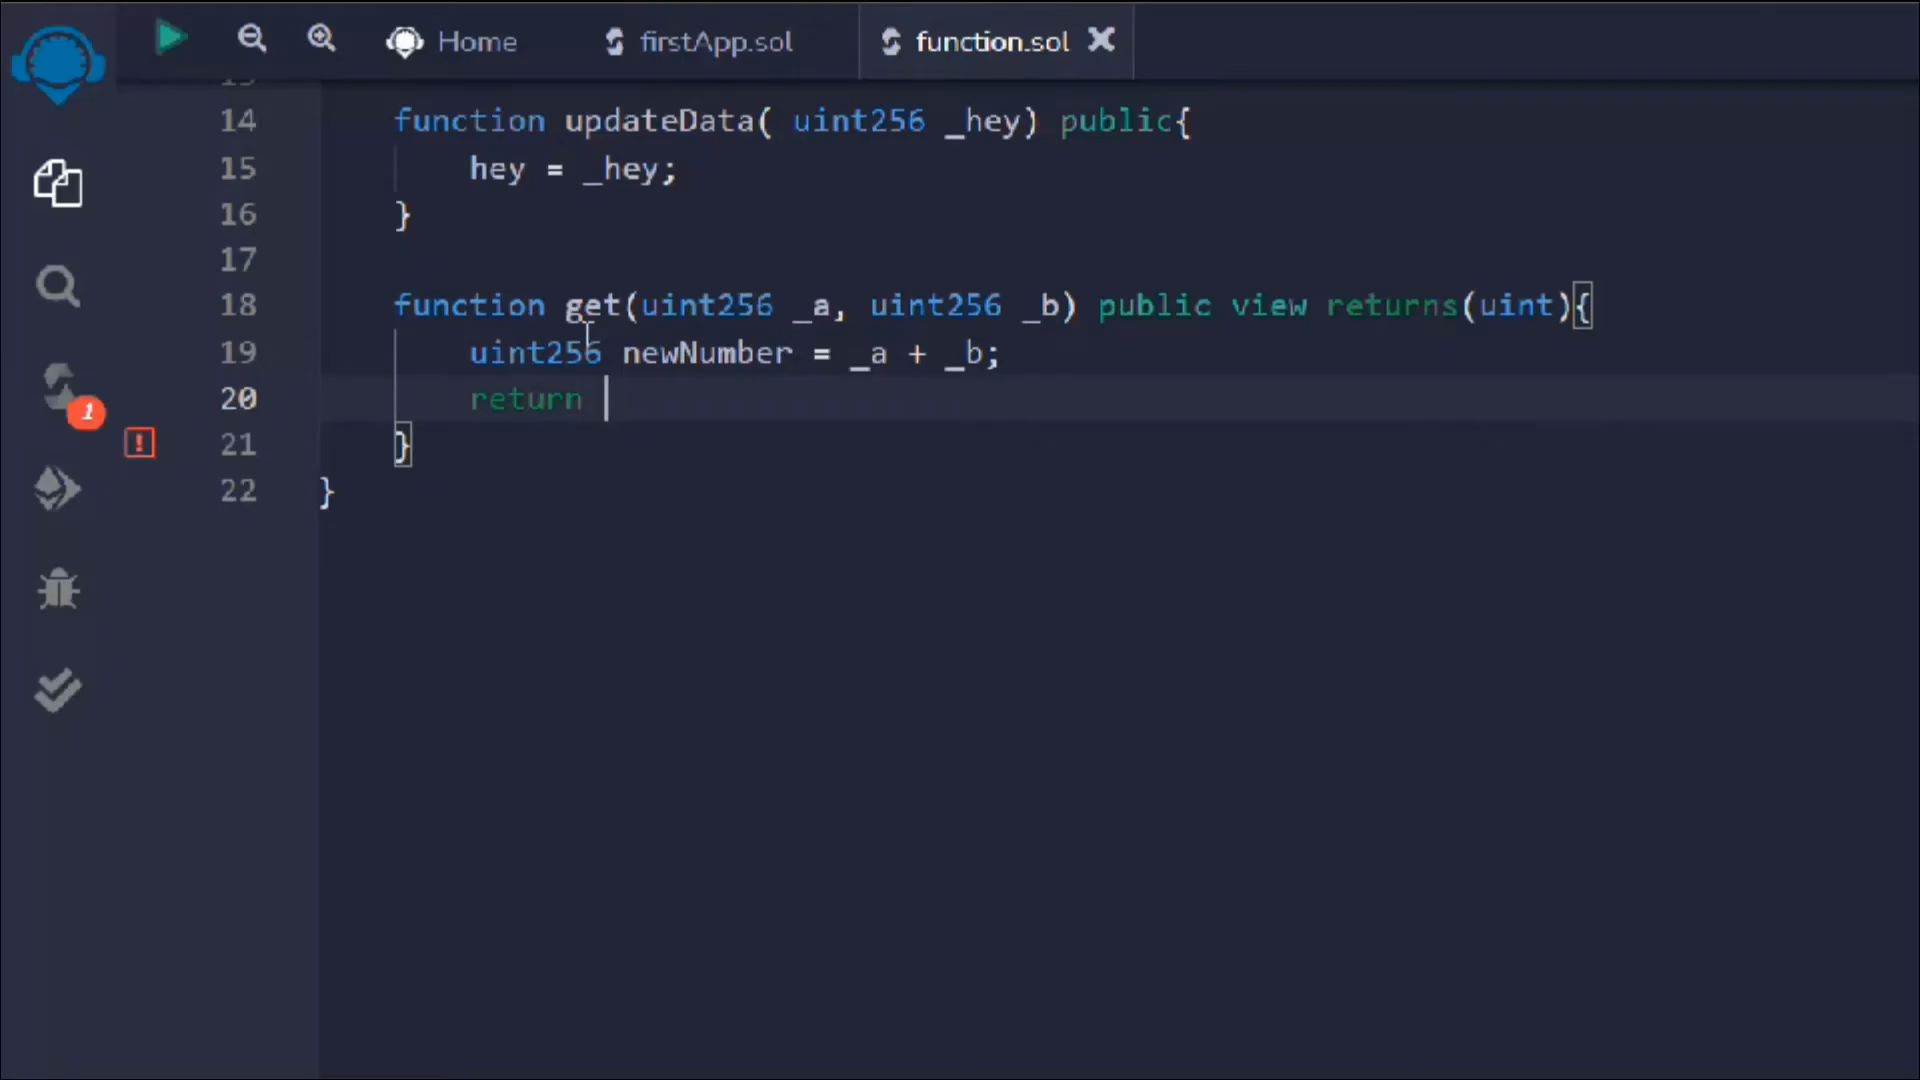 Home firstApp.sol function.sol
14 function updateData( uint256 _hey) public{
15 hey = _hey;
16 }
17
18 function get(uint256 _a, uint256 _b) public view returns(uint){
19 uint256 newNumber = _a + _b;
20 return
1
! 21 }
22 }